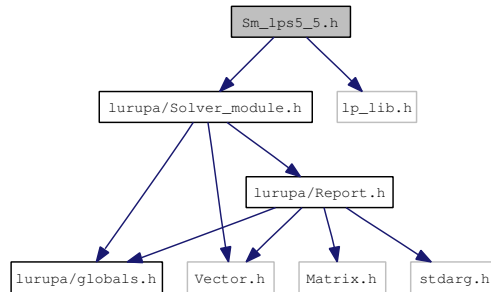 Sm_lps5_5.h
lurupa/Solver_module.h
lp_lib.h
lurupa/Report.h
lurupa/globals.h
Vector.h
Matrix.h
stdarg.h